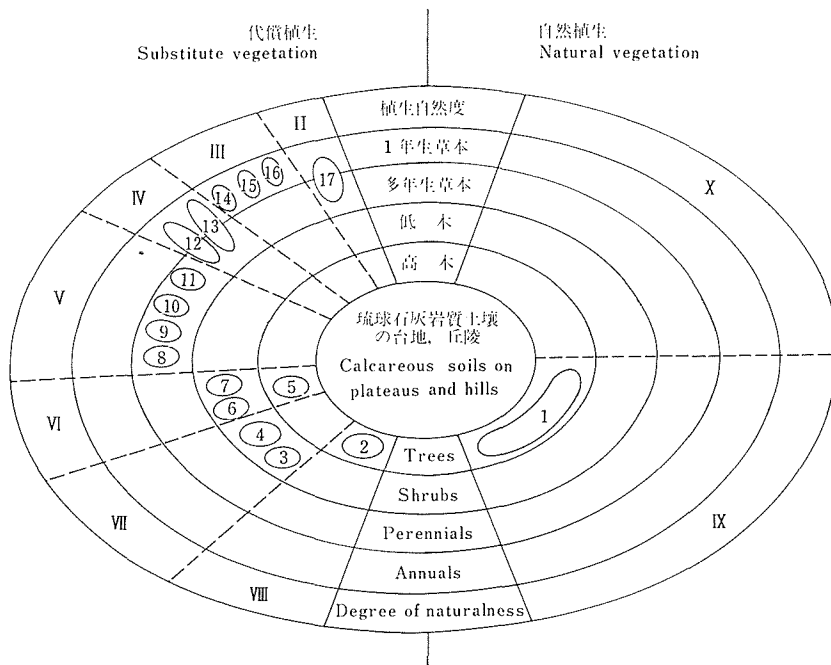 代償植生
Substitute vegetation
自然植生
Natural vegetation
植生自然度
1年生草本
多年生草本
低木
高木
琉球石灰岩質土壌
の台地，丘陵
Calcareous soils on
plateaus and hills
Trees
Shrubs
Perennials
Annuals
Degree of naturalness
II
III
IV
V
VI
VII
VIII
IX
X
17
16
15
14
13
12
11
10
9
8
7
6
5
4
3
2
1